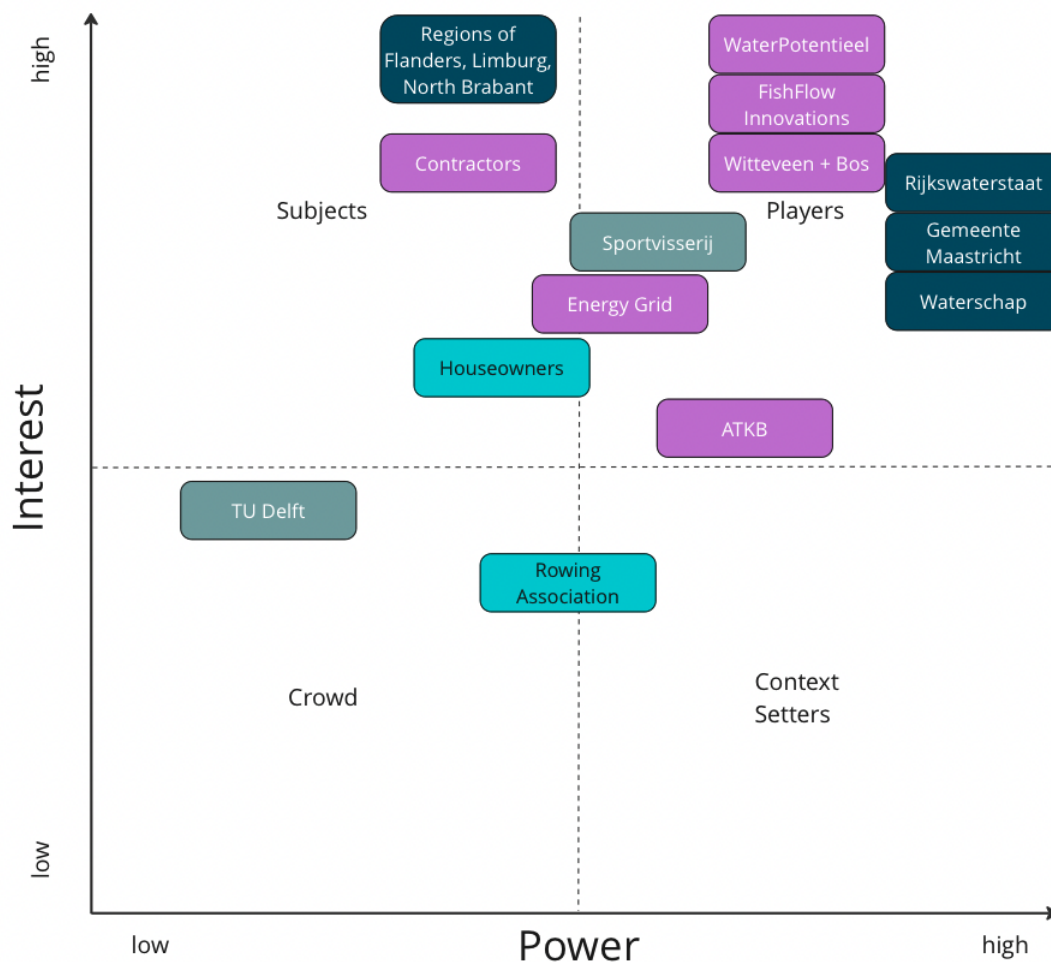 high
Regions of
Flanders, Limburg,
North Brabant
WaterPotentieel
FishFlow
Innovations
Contractors
Witteveen + Bos
Rijkswaterstaat
Subjects
Players
Sportvisserij
Gemeente
Maastricht
Energy Grid
Waterschap
Houseowners
ATKB
Interest
TU Delft
Rowing
Association
Crowd
Context
Setters
low
low
Power
high